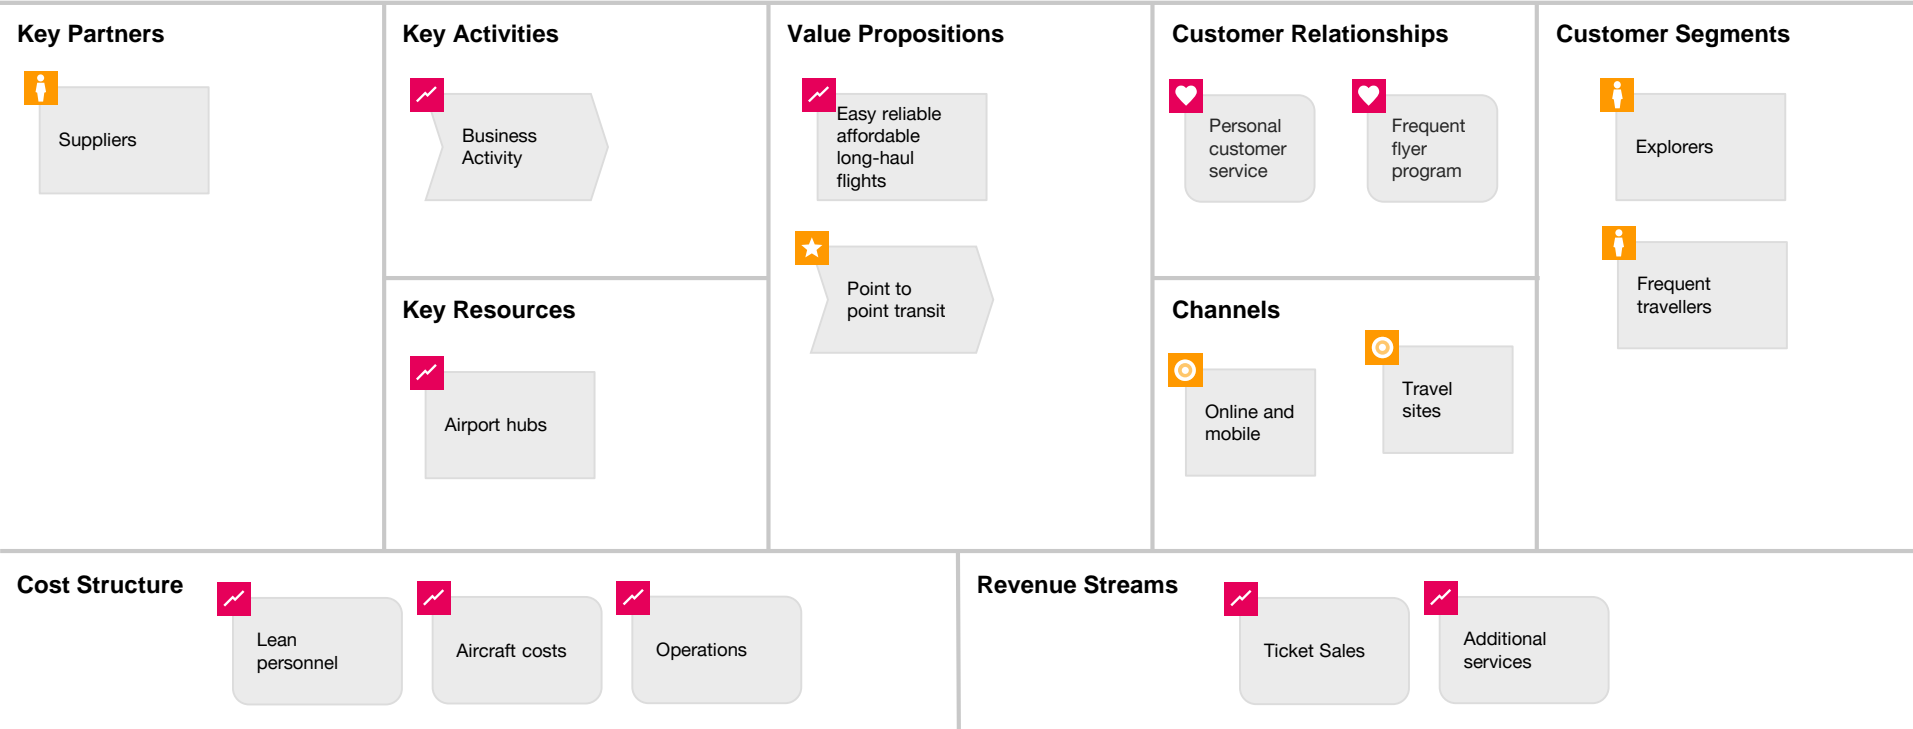 Key Partners
Suppliers
Key Activities
Business
Activity
Key Resources
Airport hubs
Value Propositions
Easy reliable
affordable
long-haul
flights
Point to
point transit
Customer Relationships
Personal
customer
service
Frequent
flyer
program
Channels
Online and
mobile
Travel
sites
Customer Segments
Explorers
Frequent
travellers
Cost Structure
Lean
personnel
Aircraft costs
Operations
Revenue Streams
Ticket Sales
Additional
services